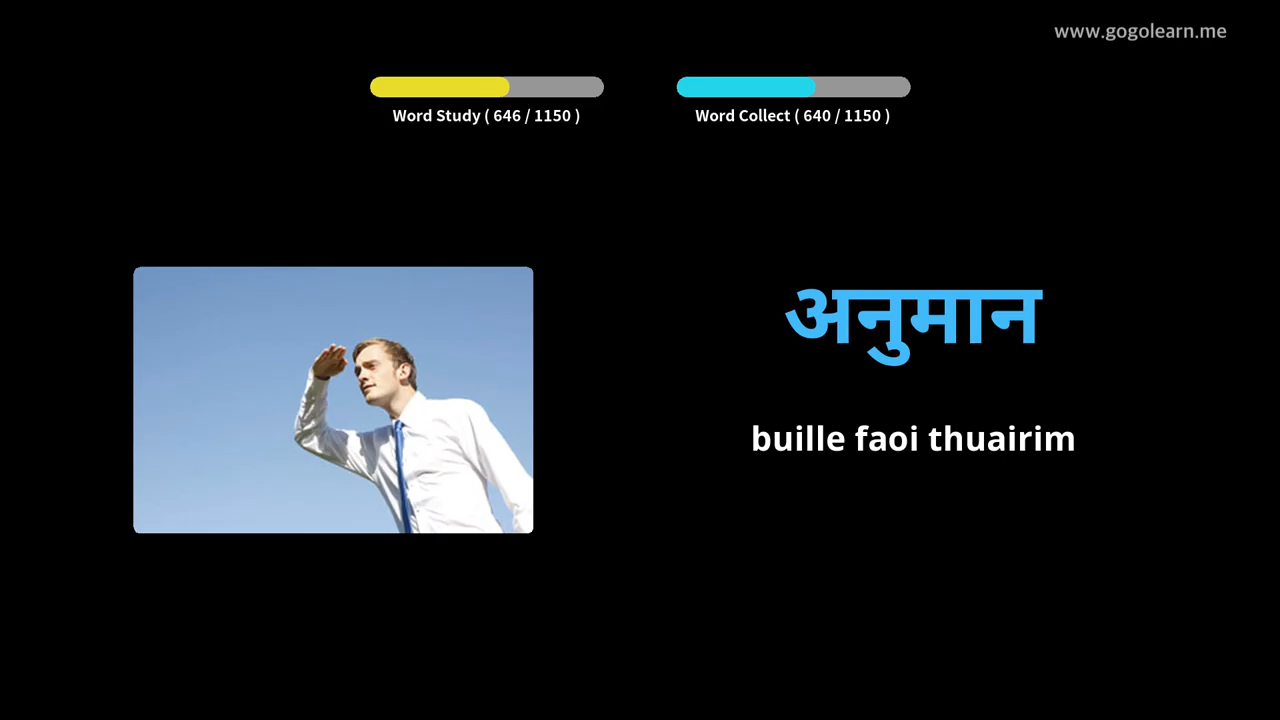 www.gogolearn.me
Word Study ( 646 / 1150 )
Word Collect ( 640 / 1150 )
अनुमान
buille faoi thuairim